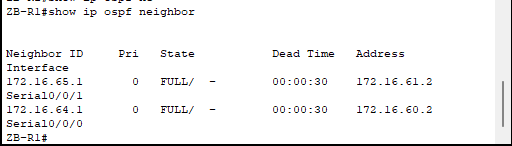 ZB-R1#show ip ospf neighbor
Neighbor ID Pri State Dead Time Address
Interface
172.16.65.1 0 FULL/ - 00:00:30 172.16.61.2
Serial0/0/1
172.16.64.1 0 FULL/ - 00:00:30 172.16.60.2
Serial0/0/0
ZB-R1#